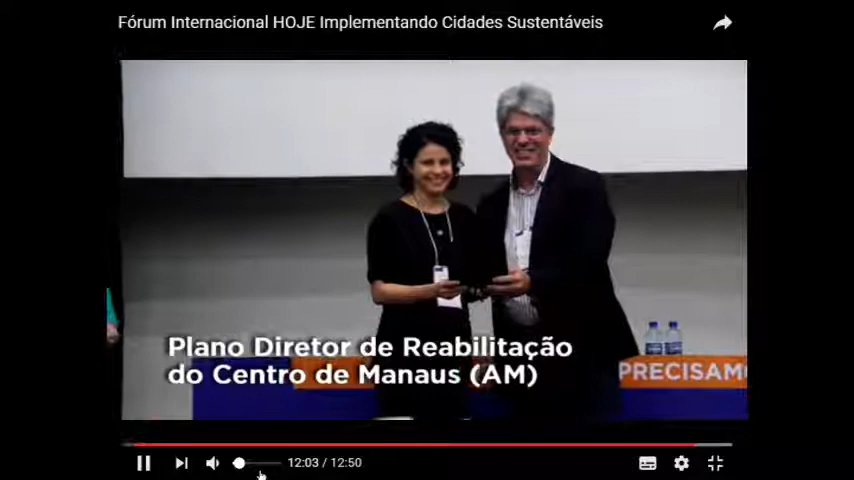 Fórum Internacional HOJE Implementando Cidades Sustentáveis
Plano Diretor de Reabilitação
do Centro de Manaus (AM)
PRECISAM
12:03 / 12:50